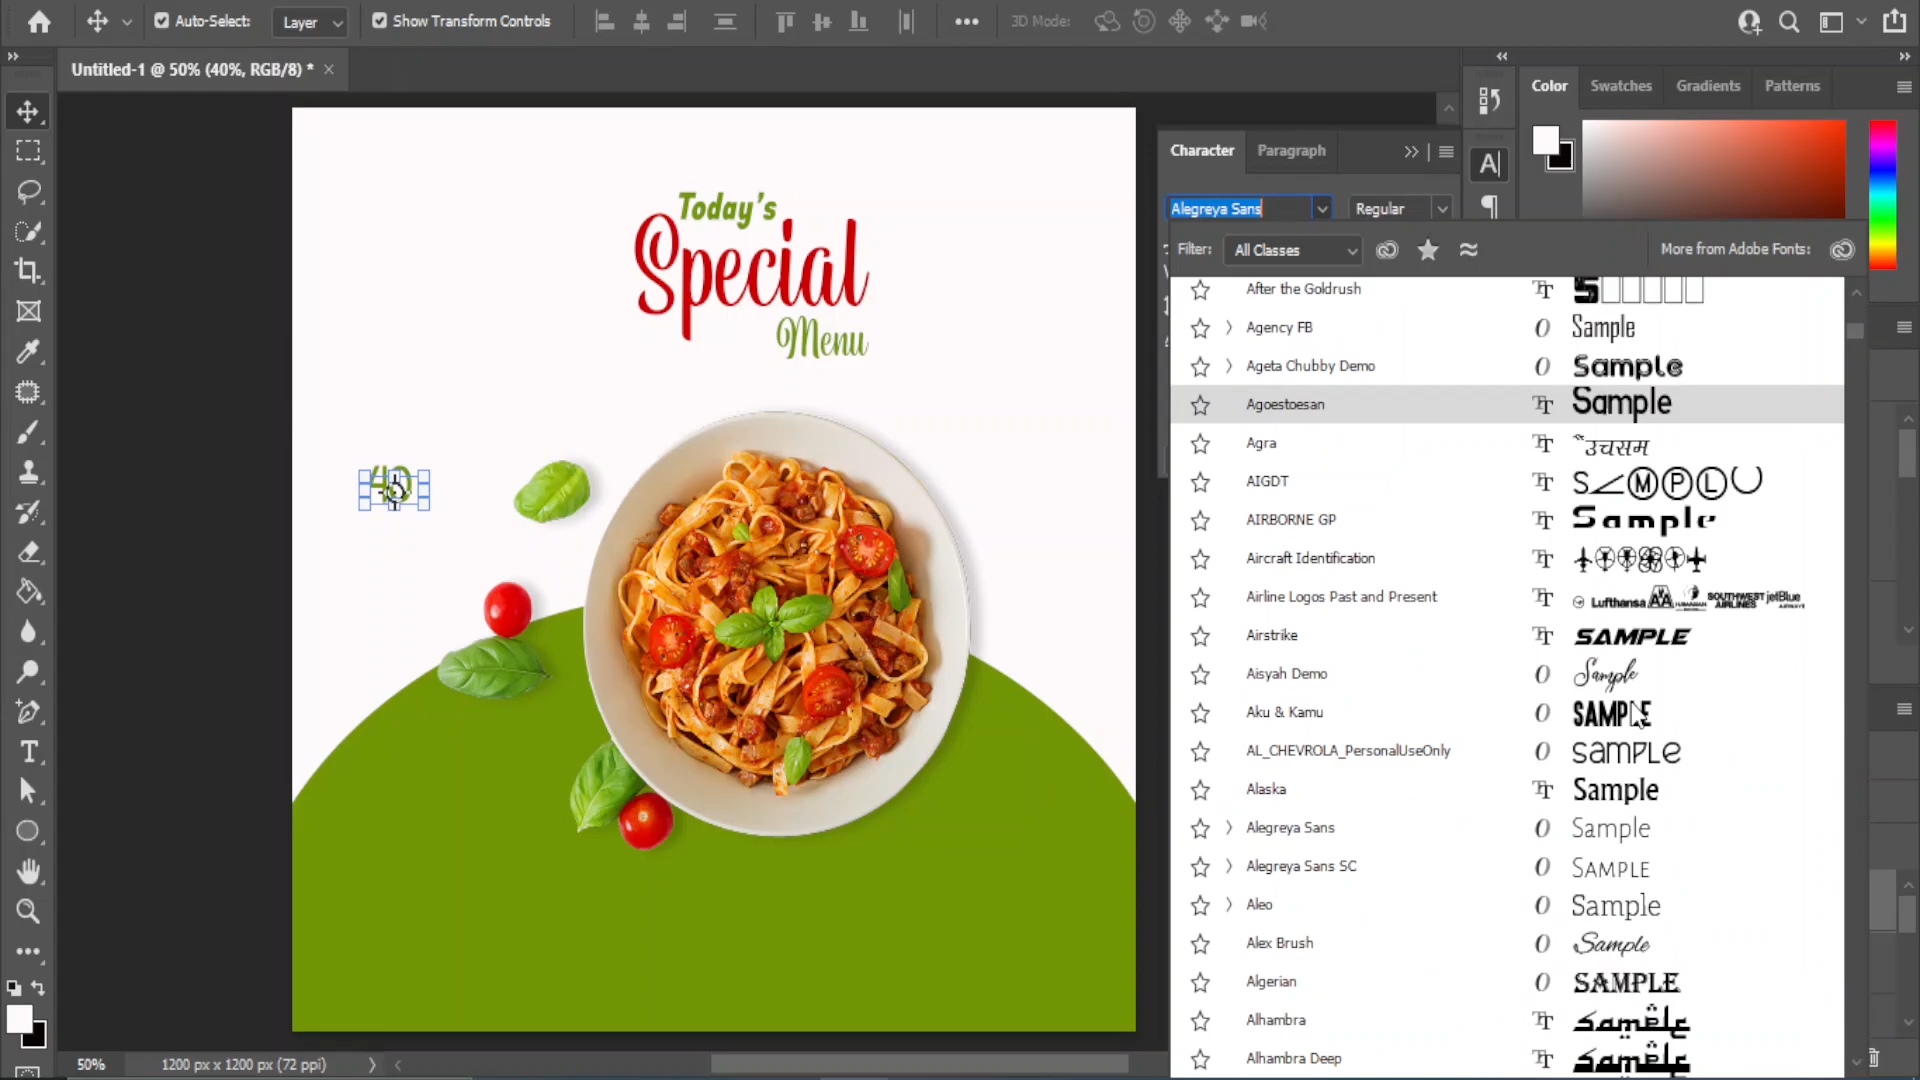 Auto-Select:
Layer
Show Transform Controls
3D Mode:
Untitled-1 @ 50% (40%, RGB/8) *
Color
Swatches
Gradients
Patterns
Character
Paragraph
Alegreya Sans
Regular
Filter:
All Classes
More from Adobe Fonts:
After the Goldrush
S
Agency FB
Sample
Ageta Chubby Demo
Sample
Agoestoesan
Sample
Agra
उचसम
AIGDT
AIRBORNE GP
Sample
Aircraft Identification
Airline Logos Past and Present
Lufthansa AA SOUTHWEST AIRLINES jetBlue AIRWAYS
Airstrike
SAMPLE
Aisyah Demo
Sample
Aku & Kamu
SAMPLE
AL_CHEVROLA_PersonalUseOnly
SAMPLE
Alaska
Sample
Alegreya Sans
Sample
Alegreya Sans SC
SAMPLE
Aleo
Sample
Alex Brush
Sample
Algerian
SAMPLE
Alhambra
Sample
Alhambra Deep
Sample
Today's
Special
Menu
40
50%
1200 px x 1200 px (72 ppi)